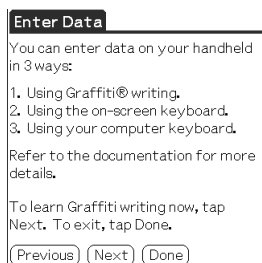 Enter Data
You can enter data on your handheld
in 3 ways:
1. Using Graffiti® writing.
2. Using the on-screen keyboard.
3. Using your computer keyboard.
Refer to the documentation for more
details.
To learn Graffiti writing now, tap
Next. To exit, tap Done.
Previous Next Done